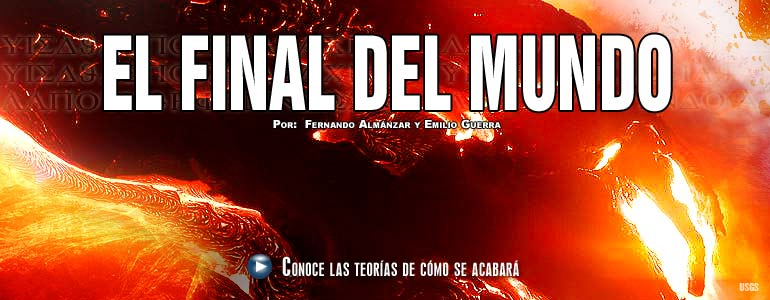 EL FINAL DEL MUNDO
POR: FERNANDO ALMÁNZAR Y EMILIO GUERRA
CONOCE LAS TEORÍAS DE CÓMO SE ACABARÁ
USGS